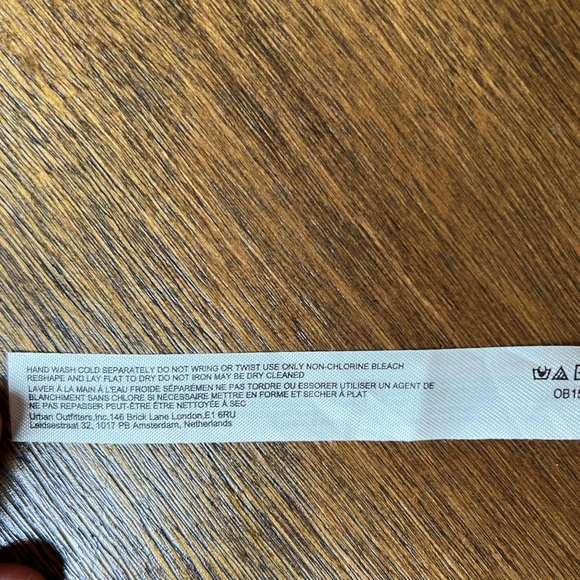 HAND WASH COLD SEPARATELY DO NOT WRING OR TWIST USE ONLY NON-CHLORINE BLEACH
RESHAPE AND LAY FLAT TO DRY DO NOT IRON MAY BE DRY CLEANED
LAVER À LA MAIN À L'EAU FROIDE SÉPARÉMEN NE PAS TORDRE OU ESSORER UTILISER UN AGENT DE
BLANCHIMENT SANS CHLORE SI NÉCESSAIRE METTRE EN FORME ET SECHER À PLAT
NE PAS REPASSER PEUT-ÊTRE ÊTRE NETTOYÉE À SEC
Urban Outfitters,Inc.146 Brick Lane London,E1 6RU
Leidsestraat 32, 1017 PB Amsterdam, Netherlands
OB15